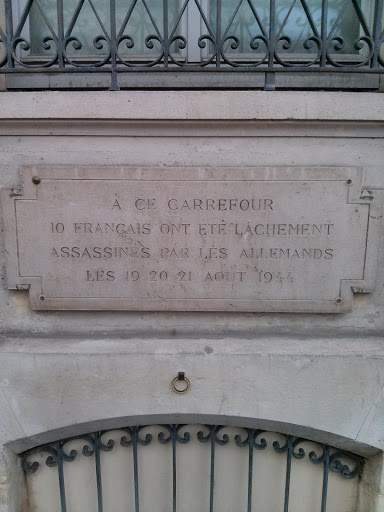 À CE CARREFOUR
10 FRANÇAIS ONT ÉTÉ LÂCHEMENT
ASSASSINÉS PAR LES ALLEMANDS
LES 19 20 21 AOUT 1944